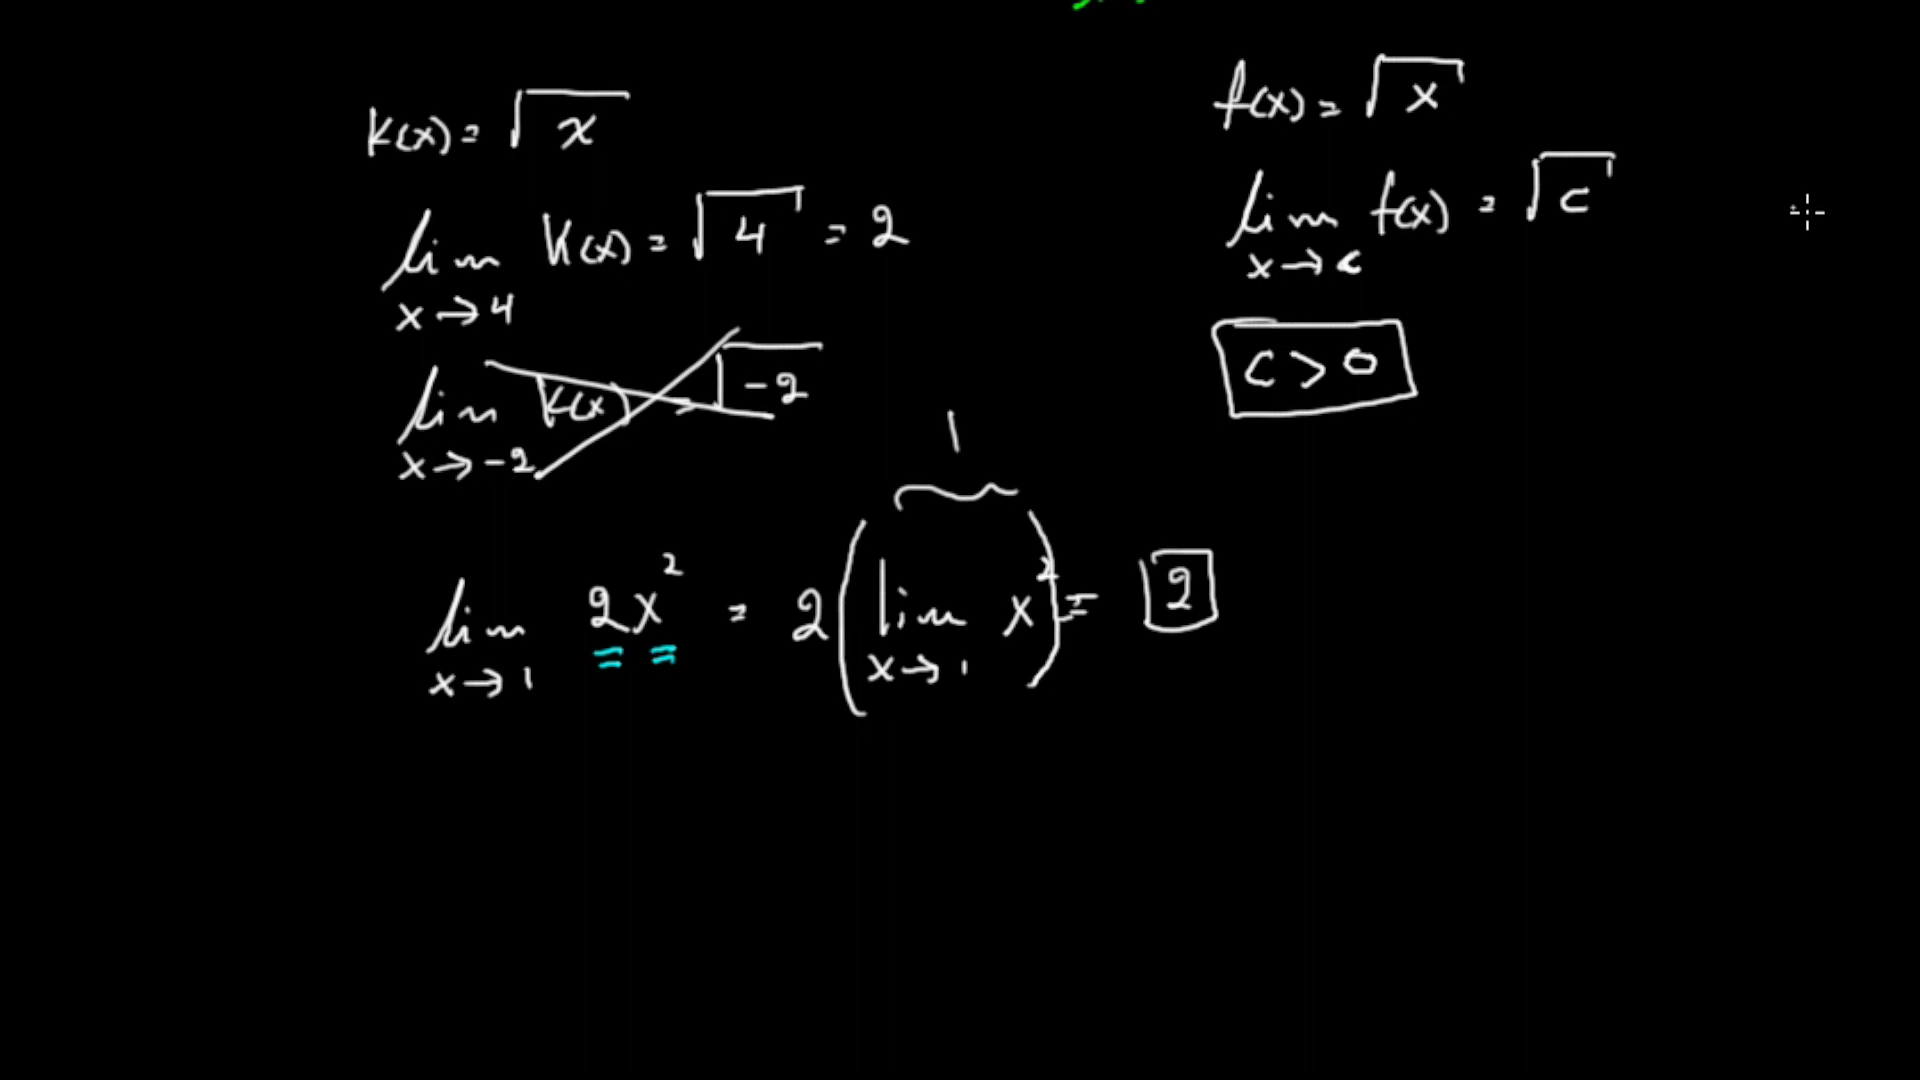 k(x) = √x
lim k(x) = √4 = 2
x→4
lim k(x) = √-2
x→-2
f(x) = √x
lim f(x) = √c
x→c
c > 0
1
lim 2x² = 2(lim x²) = 2
x→1 x→1